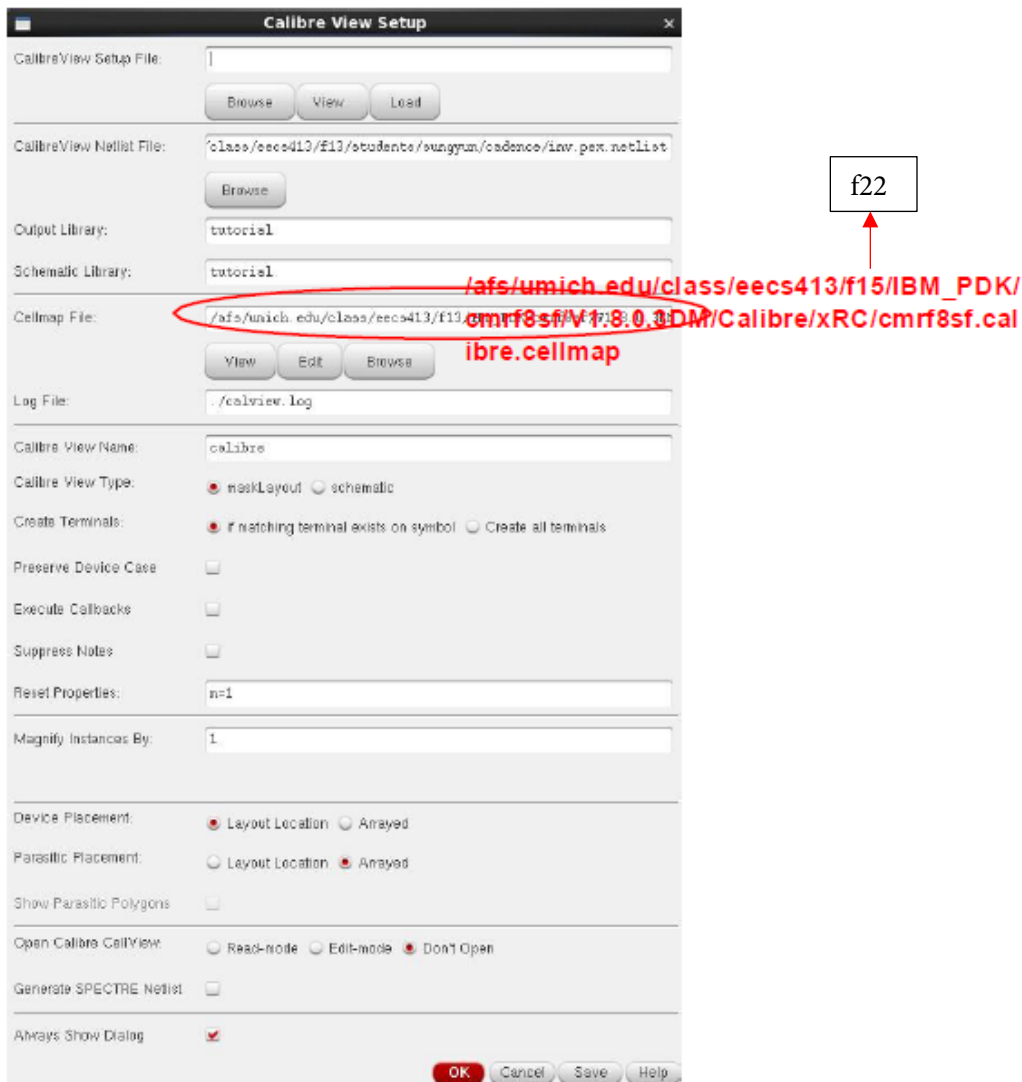 Calibre View Setup
CalibreView Setup File:
Browse View Load
CalibreView Netlist File: /class/eecs413/f13/students/sungyun/cadence/inv.pex.netlist
Browse
f22
Output Library: tutorial
Schematic Library: tutorial
/afs/umich.edu/class/eecs413/f15/IBM_PDK/
Cellmap File: /afs/umich.edu/class/eecs413/f13/
cmrf8sf/V1.8.0.3DM/Calibre/xRC/cmrf8sf.cal
ibre.cellmap
View Edit Browse
Log File: ./calview.log
Calibre View Name: calibre
Calibre View Type: maskLayout schematic
Create Terminals: if matching terminal exists on symbol Create all terminals
Preserve Device Case
Execute Callbacks
Suppress Notes
Reset Properties: m=1
Magnify Instances By: 1
Device Placement: Layout Location Arrayed
Parasitic Placement: Layout Location Arrayed
Show Parasitic Polygons
Open Calibre CellView: Read-mode Edit-mode Don't Open
Generate SPECTRE Netlist
Always Show Dialog
OK Cancel Save Help